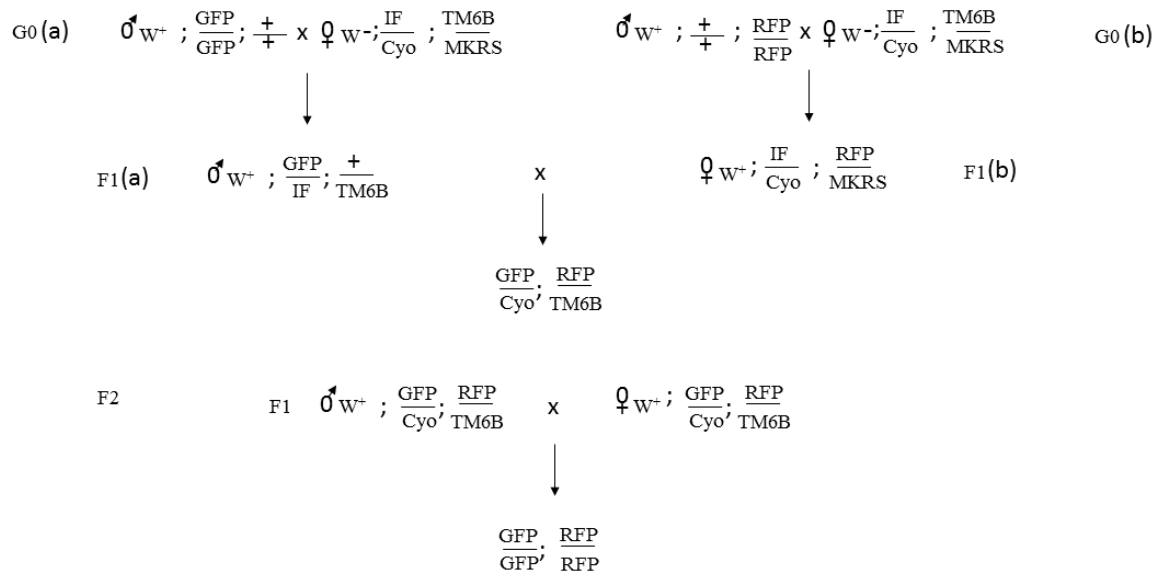 G0 (a) ♂ W+ ; GFP/GFP ; +/+ x ♀ W- ; IF/Cyo ; TM6B/MKRS
♂ W+ ; +/+ ; RFP/RFP x ♀ W- ; IF/Cyo ; TM6B/MKRS G0 (b)
F1 (a) ♂ W+ ; GFP/IF ; +/TM6B x ♀ W+ ; IF/Cyo ; RFP/MKRS F1 (b)
GFP/Cyo ; RFP/TM6B
F2 F1 ♂ W+ ; GFP/Cyo ; RFP/TM6B x ♀ W+ ; GFP/Cyo ; RFP/TM6B
GFP/GFP ; RFP/RFP